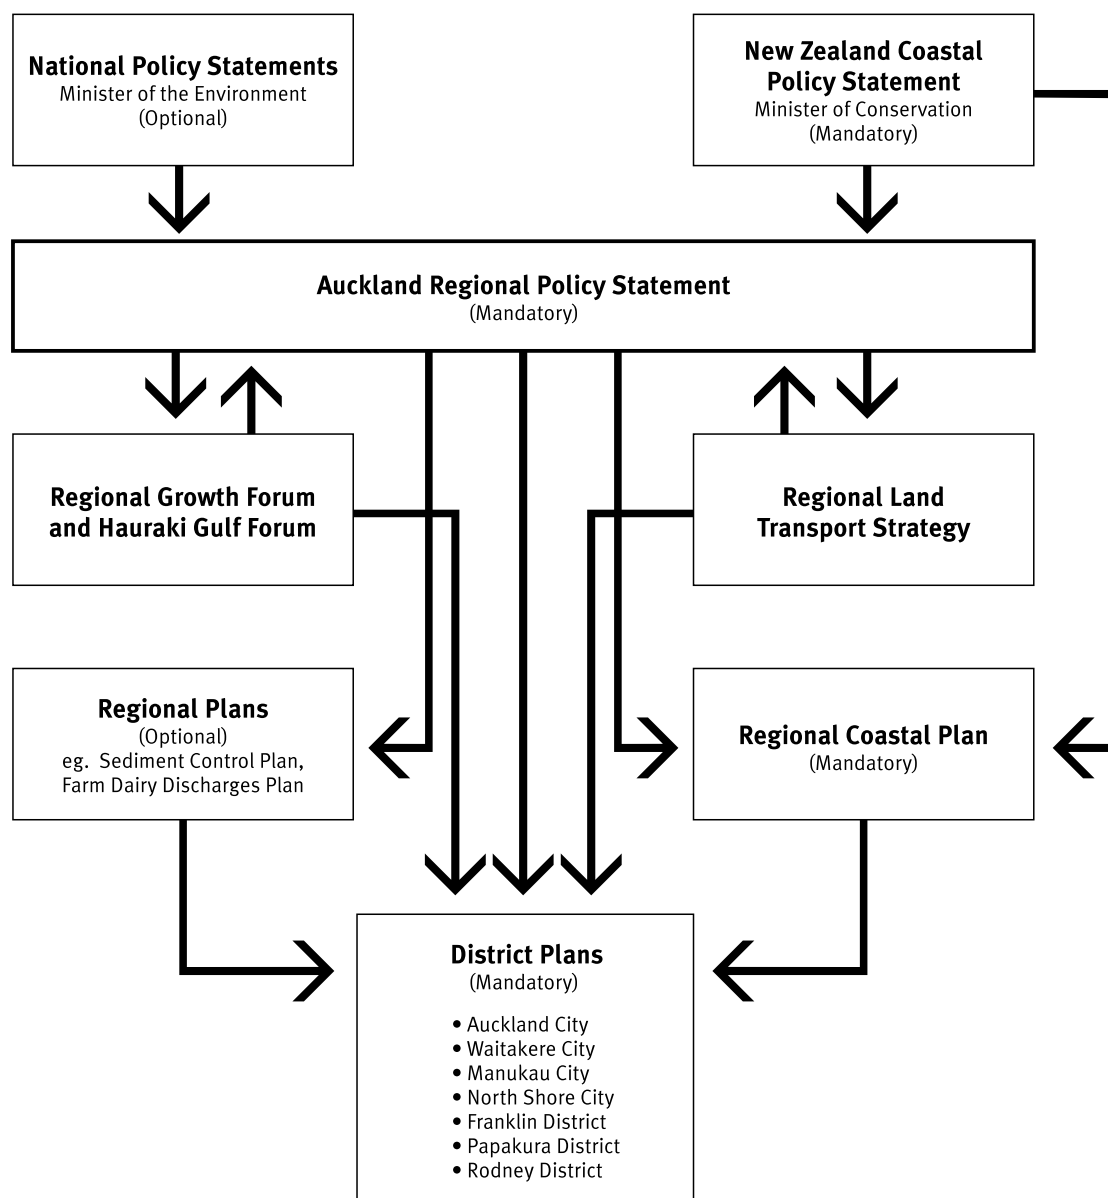 National Policy Statements
Minister of the Environment
(Optional)
New Zealand Coastal
Policy Statement
Minister of Conservation
(Mandatory)
Auckland Regional Policy Statement
(Mandatory)
Regional Growth Forum
and Hauraki Gulf Forum
Regional Land
Transport Strategy
Regional Plans
(Optional)
eg.  Sediment Control Plan,
Farm Dairy Discharges Plan
Regional Coastal Plan
(Mandatory)
District Plans
(Mandatory)
• Auckland City
• Waitakere City
• Manukau City
• North Shore City
• Franklin District
• Papakura District
• Rodney District